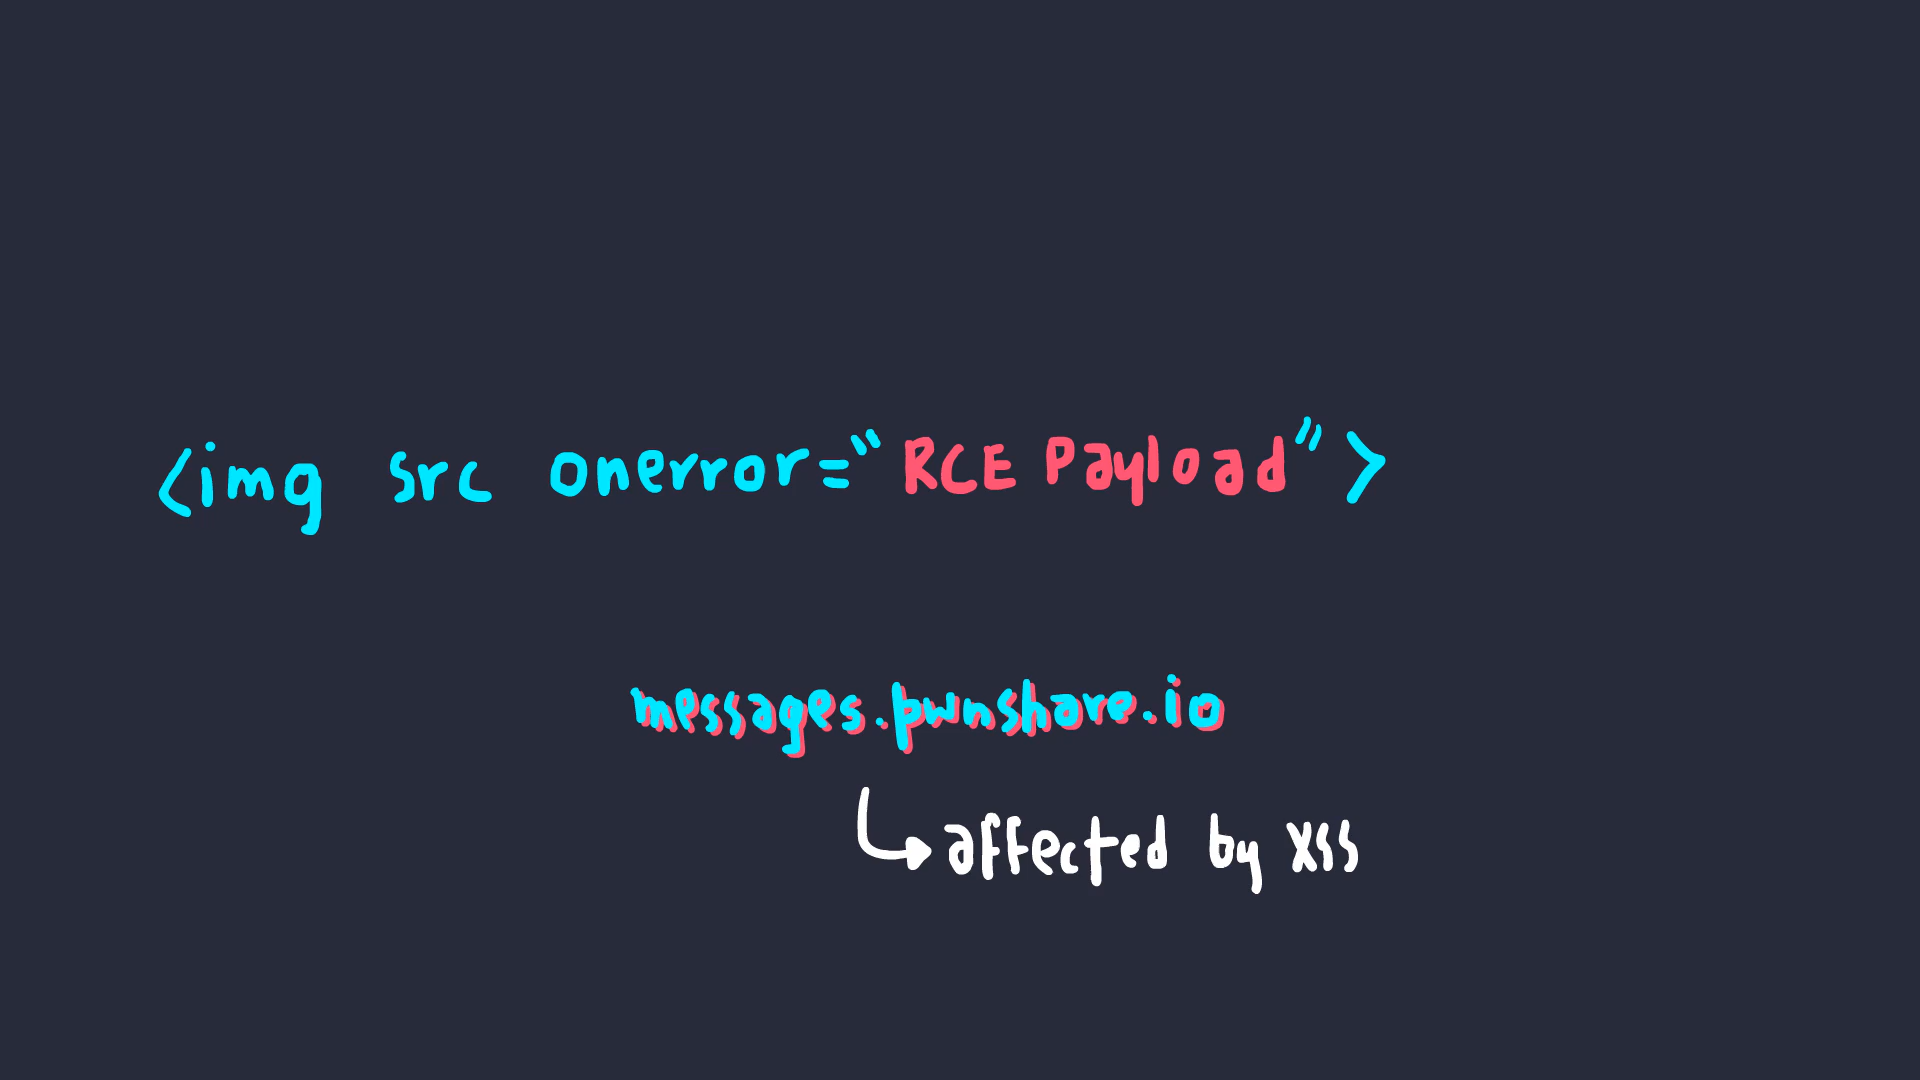 <img src onerror="RCE Payload">
messages.pwnshare.io
affected by XSS